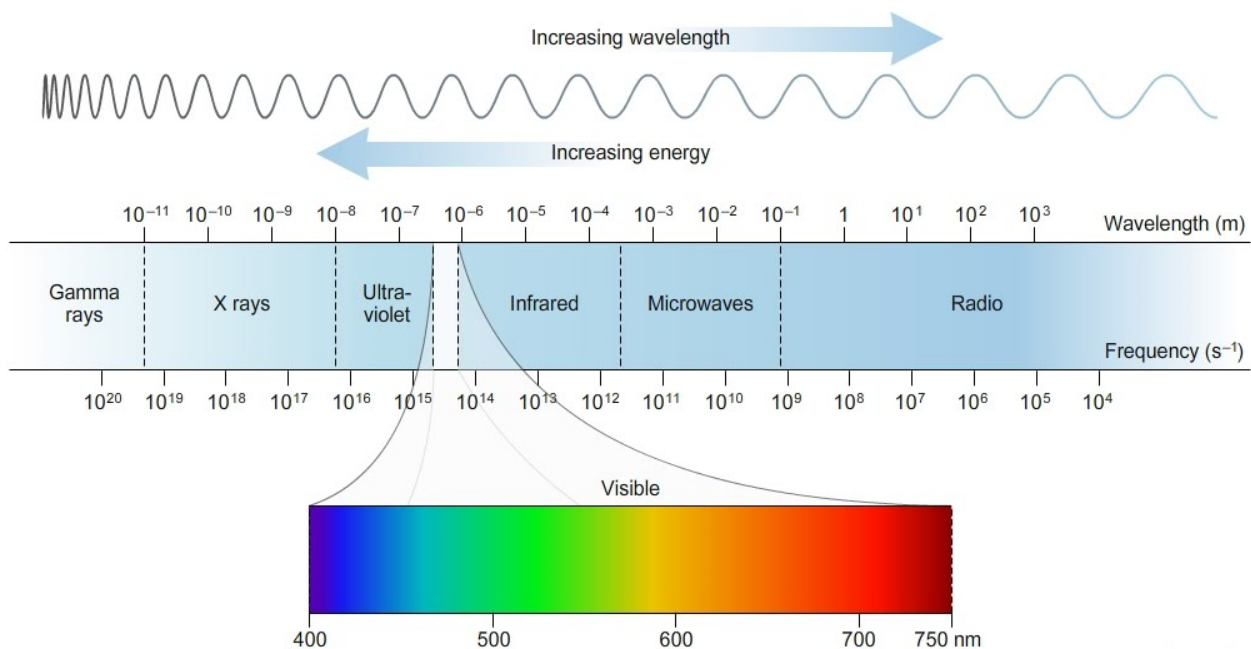 Increasing wavelength
Increasing energy
10⁻¹¹ 10⁻¹⁰ 10⁻⁹ 10⁻⁸ 10⁻⁷ 10⁻⁶ 10⁻⁵ 10⁻⁴ 10⁻³ 10⁻² 10⁻¹ 1 10¹ 10² 10³ Wavelength (m)
Gamma
rays
X rays
Ultra-
violet
Infrared
Microwaves
Radio
Frequency (s⁻¹)
10²⁰ 10¹⁹ 10¹⁸ 10¹⁷ 10¹⁶ 10¹⁵ 10¹⁴ 10¹³ 10¹² 10¹¹ 10¹⁰ 10⁹ 10⁸ 10⁷ 10⁶ 10⁵ 10⁴
Visible
400 500 600 700 750 nm